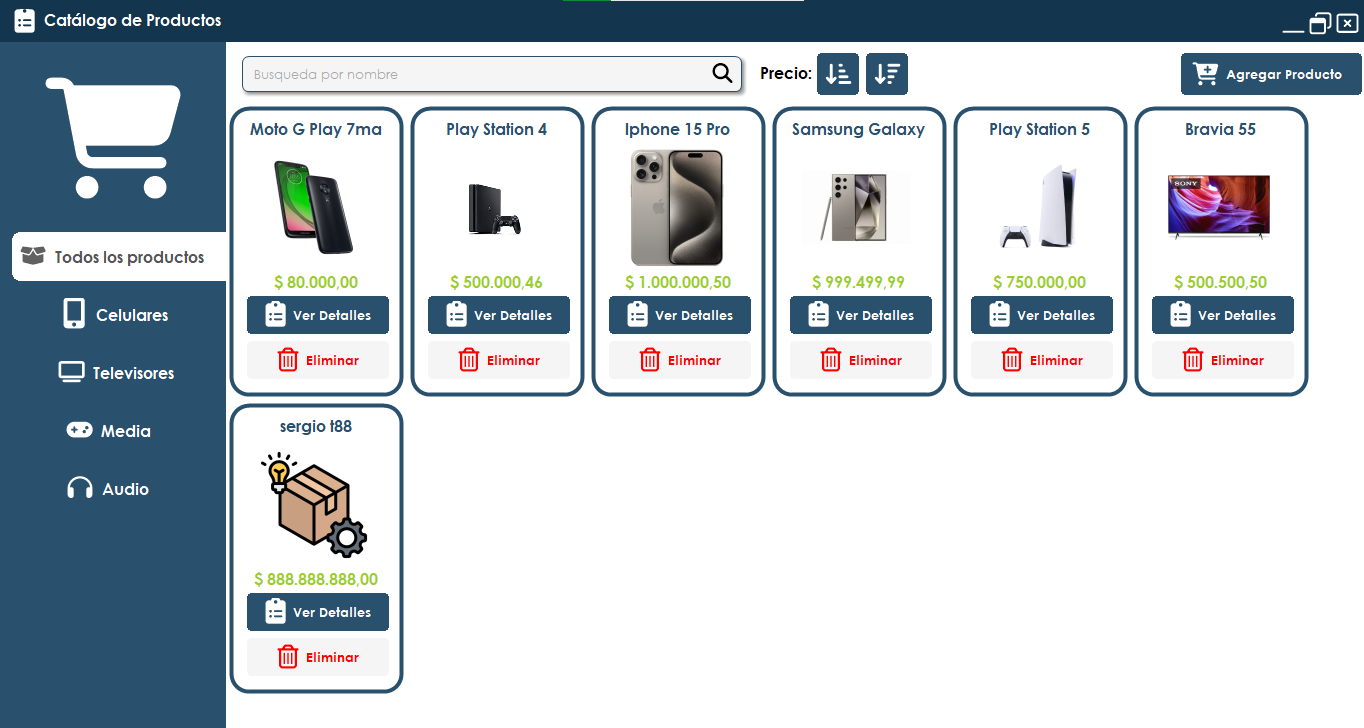 Catálogo de Productos
Busqueda por nombre
Precio:
Agregar Producto
Todos los productos
Celulares
Televisores
Media
Audio
Moto G Play 7ma
$ 80.000,00
Ver Detalles
Eliminar
Play Station 4
$ 500.000,46
Ver Detalles
Eliminar
Iphone 15 Pro
$ 1.000.000,50
Ver Detalles
Eliminar
Samsung Galaxy
$ 999.499,99
Ver Detalles
Eliminar
Play Station 5
$ 750.000,00
Ver Detalles
Eliminar
Bravia 55
SONY
$ 500.500,50
Ver Detalles
Eliminar
sergio t88
$ 888.888.888,00
Ver Detalles
Eliminar